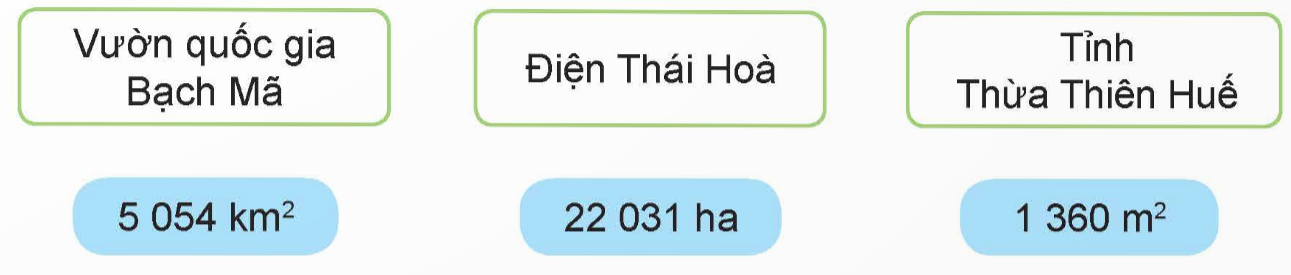 Vườn quốc gia
Bạch Mã
Điện Thái Hoà
Tỉnh
Thừa Thiên Huế
5 054 km²
22 031 ha
1 360 m²